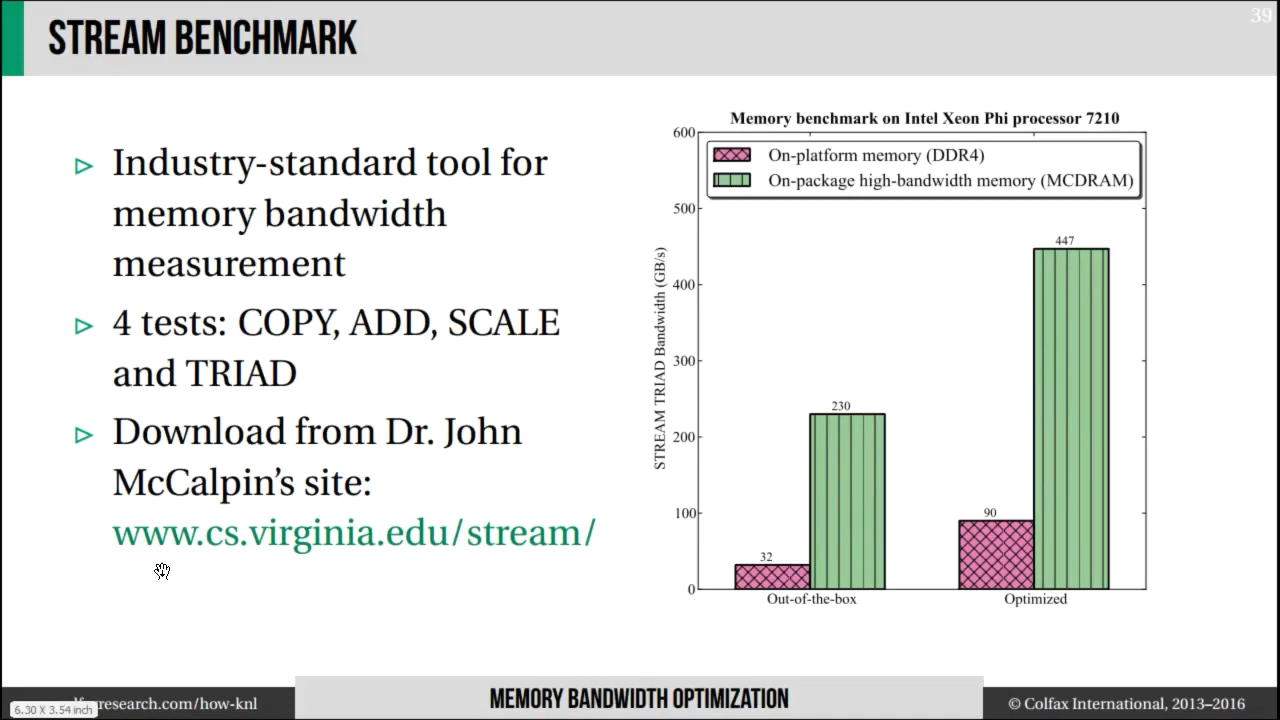 39
STREAM BENCHMARK
▷ Industry-standard tool for
memory bandwidth
measurement
▷ 4 tests: COPY, ADD, SCALE
and TRIAD
▷ Download from Dr. John
McCalpin’s site:
www.cs.virginia.edu/stream/
Memory benchmark on Intel Xeon Phi processor 7210
On-platform memory (DDR4)
On-package high-bandwidth memory (MCDRAM)
STREAM TRIAD Bandwidth (GB/s)
600
500
400
300
200
100
0
32
230
90
447
Out-of-the-box
Optimized
research.com/how-knl
6.30 X 3.54 inch
MEMORY BANDWIDTH OPTIMIZATION
© Colfax International, 2013–2016